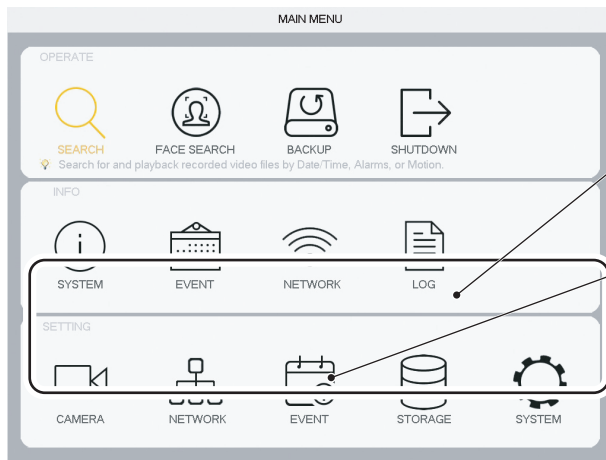 MAIN MENU
OPERATE
SEARCH FACE SEARCH BACKUP SHUTDOWN
Search for and playback recorded video files by Date/Time, Alarms, or Motion.
INFO
SYSTEM EVENT NETWORK LOG
SETTING
CAMERA NETWORK EVENT STORAGE SYSTEM